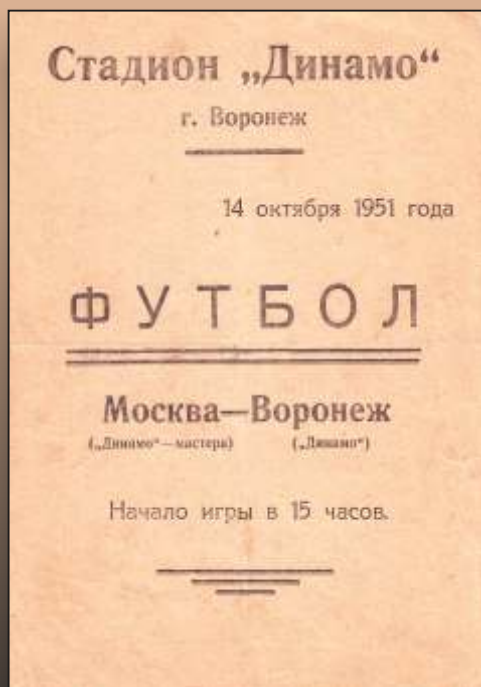 Стадион „Динамо“
г. Воронеж
14 октября 1951 года
ФУТБОЛ
Москва—Воронеж
(„Динамо“—мастера) („Динамо“)
Начало игры в 15 часов.